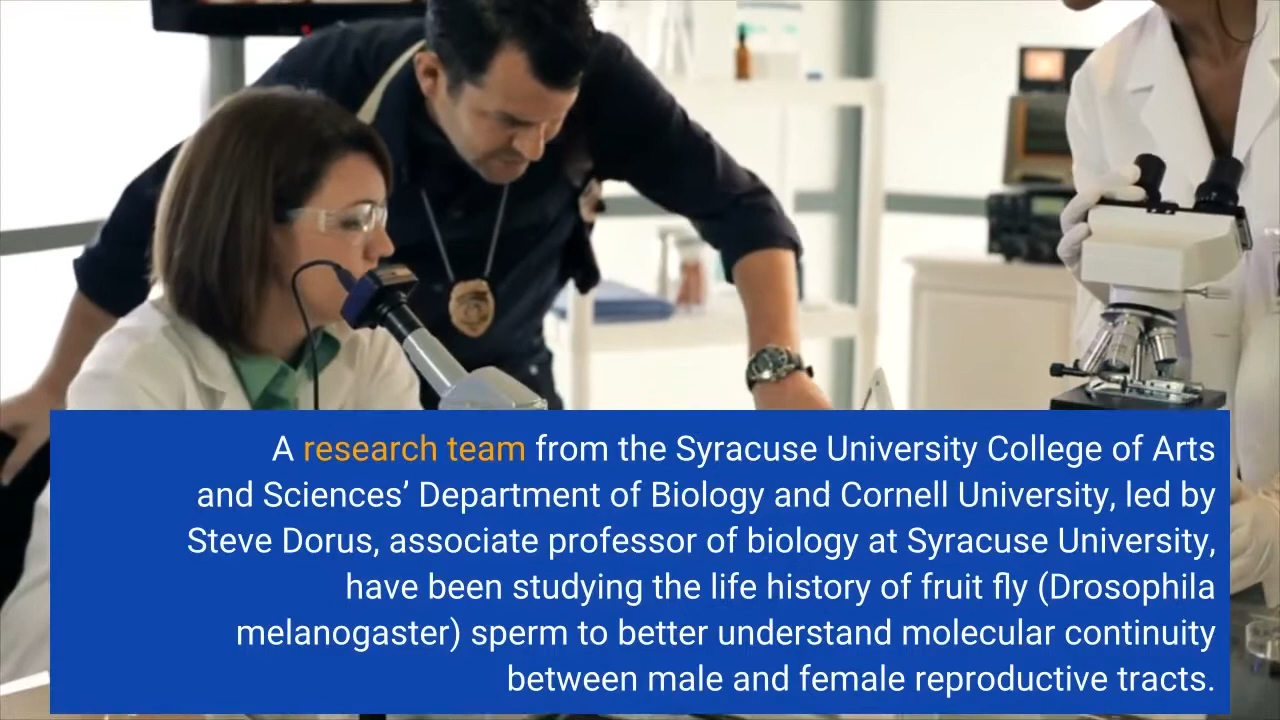 A research team from the Syracuse University College of Arts
and Sciences’ Department of Biology and Cornell University, led by
Steve Dorus, associate professor of biology at Syracuse University,
have been studying the life history of fruit fly (Drosophila
melanogaster) sperm to better understand molecular continuity
between male and female reproductive tracts.